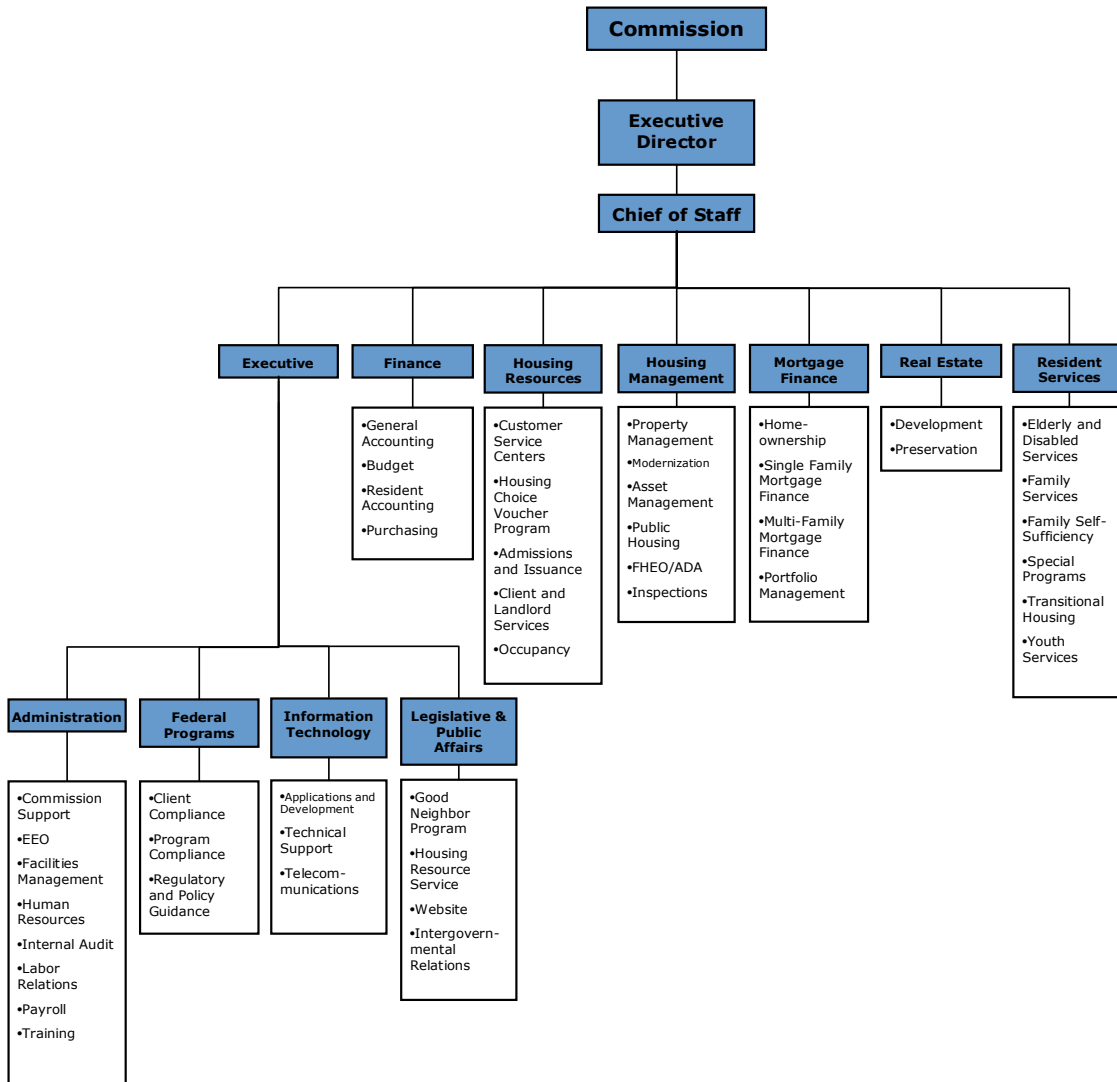 Commission
Executive
Director
Chief of Staff
Executive
Finance
•General
Accounting
•Budget
•Resident
Accounting
•Purchasing
Housing
Resources
•Customer
Service
Centers
•Housing
Choice
Voucher
Program
•Admissions
and Issuance
•Client and
Landlord
Services
•Occupancy
Housing
Management
•Property
Management
•Modernization
•Asset
Management
•Public
Housing
•FHEO/ADA
•Inspections
Mortgage
Finance
•Home-
ownership
•Single Family
Mortgage
Finance
•Multi-Family
Mortgage
Finance
•Portfolio
Management
Real Estate
•Development
•Preservation
Resident
Services
•Elderly and
Disabled
Services
•Family
Services
•Family Self-
Sufficiency
•Special
Programs
•Transitional
Housing
•Youth
Services
Administration
•Commission
Support
•EEO
•Facilities
Management
•Human
Resources
•Internal Audit
•Labor
Relations
•Payroll
•Training
Federal
Programs
•Client
Compliance
•Program
Compliance
•Regulatory
and Policy
Guidance
Information
Technology
•Applications and
Development
•Technical
Support
•Telecom-
munications
Legislative &
Public
Affairs
•Good
Neighbor
Program
•Housing
Resource
Service
•Website
•Intergovern-
mental
Relations